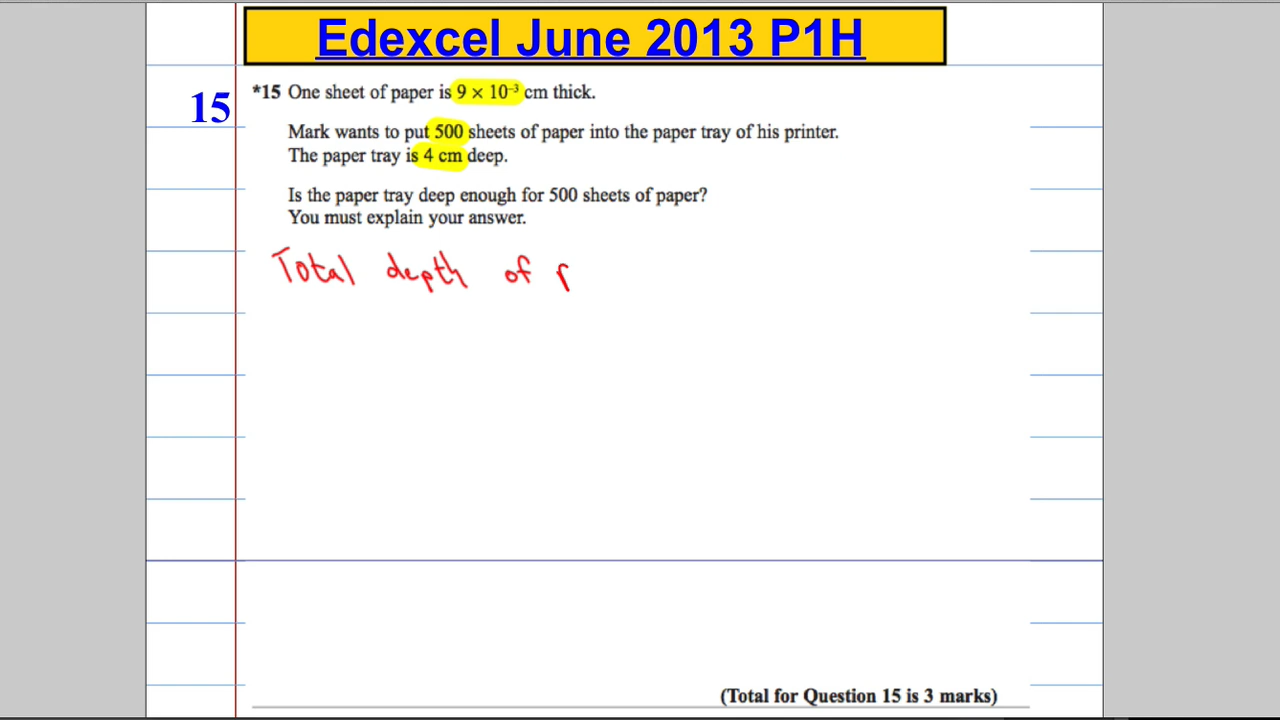 Edexcel June 2013 P1H
15
*15 One sheet of paper is 9 × 10⁻³ cm thick.
Mark wants to put 500 sheets of paper into the paper tray of his printer.
The paper tray is 4 cm deep.
Is the paper tray deep enough for 500 sheets of paper?
You must explain your answer.
Total depth of p
(Total for Question 15 is 3 marks)